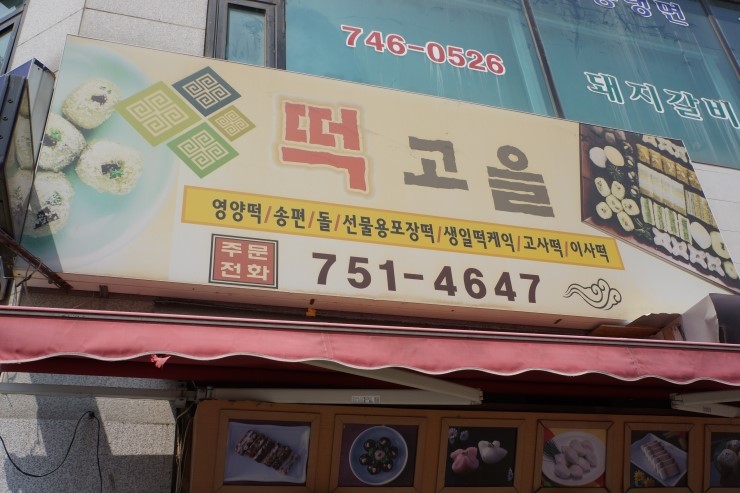 746-0526
돼지갈비
떡고을
영양떡/송편/돌/선물용포장떡/생일떡케익/고사떡/이사떡
주문
전화
751-4647